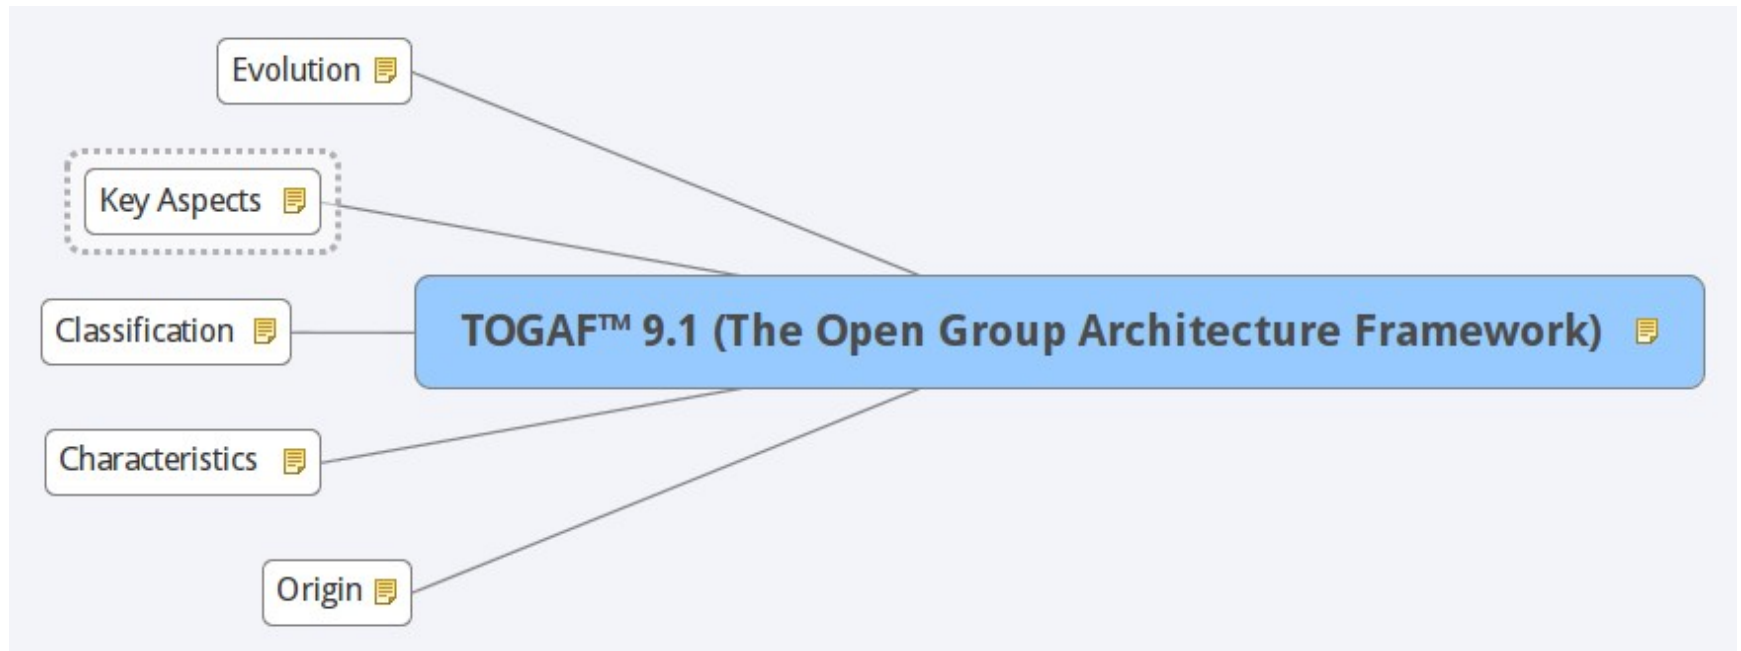 Evolution
Key Aspects
Classification
TOGAF™ 9.1 (The Open Group Architecture Framework)
Characteristics
Origin